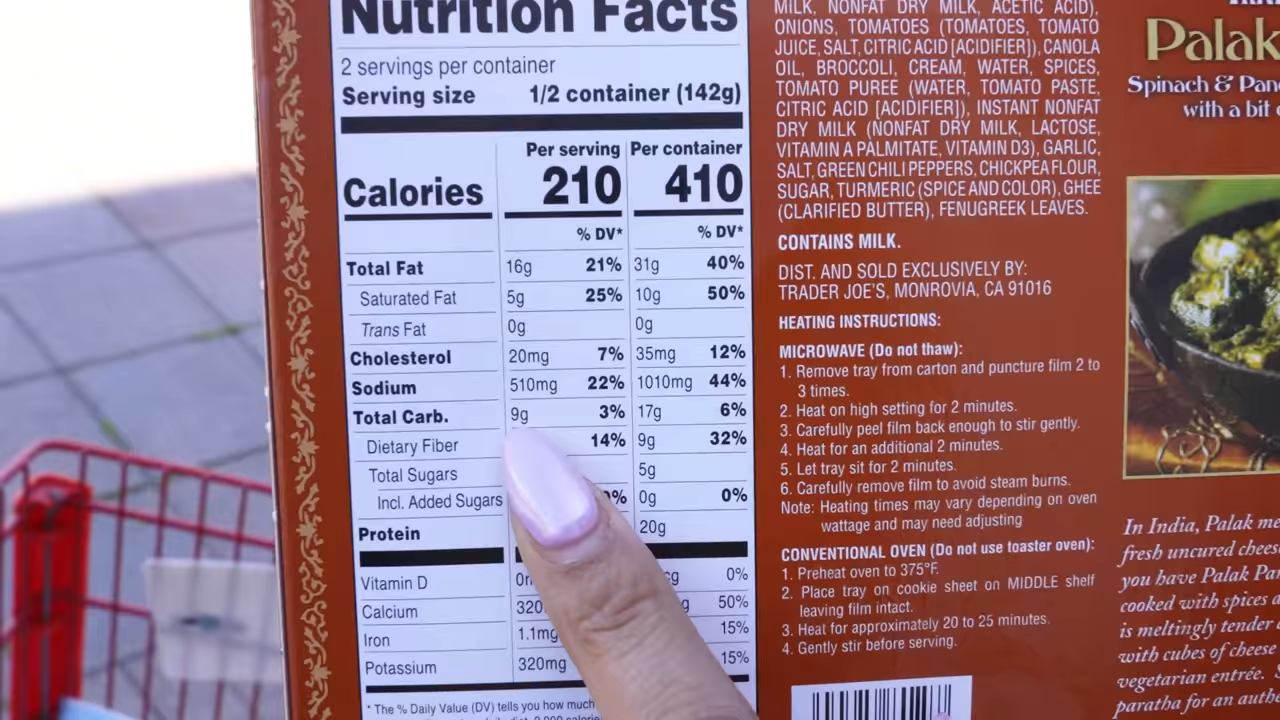 Nutrition Facts
2 servings per container
Serving size 1/2 container (142g)
Per serving Per container
Calories 210 410
% DV* % DV*
Total Fat 16g 21% 31g 40%
Saturated Fat 5g 25% 10g 50%
Trans Fat 0g 0g
Cholesterol 20mg 7% 35mg 12%
Sodium 510mg 22% 1010mg 44%
Total Carb. 9g 3% 17g 6%
Dietary Fiber 14% 9g 32%
Total Sugars 5g
Incl. Added Sugars 0g 0%
Protein 20g
Vitamin D 0%
Calcium 50%
Iron 1.1mg 15%
Potassium 320mg 15%
* The % Daily Value (DV) tells you how much
MILK, NONFAT DRY MILK, ACETIC ACID),
ONIONS, TOMATOES (TOMATOES, TOMATO
JUICE, SALT, CITRIC ACID [ACIDIFIER]), CANOLA
OIL, BROCCOLI, CREAM, WATER, SPICES,
TOMATO PUREE (WATER, TOMATO PASTE,
CITRIC ACID [ACIDIFIER]), INSTANT NONFAT
DRY MILK (NONFAT DRY MILK, LACTOSE,
VITAMIN A PALMITATE, VITAMIN D3), GARLIC,
SALT, GREEN CHILI PEPPERS, CHICKPEA FLOUR,
SUGAR, TURMERIC (SPICE AND COLOR), GHEE
(CLARIFIED BUTTER), FENUGREEK LEAVES.
CONTAINS MILK.
DIST. AND SOLD EXCLUSIVELY BY:
TRADER JOE'S, MONROVIA, CA 91016
HEATING INSTRUCTIONS:
MICROWAVE (Do not thaw):
1. Remove tray from carton and puncture film 2 to
3 times.
2. Heat on high setting for 2 minutes.
3. Carefully peel film back enough to stir gently.
4. Heat for an additional 2 minutes.
5. Let tray sit for 2 minutes.
6. Carefully remove film to avoid steam burns.
Note: Heating times may vary depending on oven
wattage and may need adjusting
CONVENTIONAL OVEN (Do not use toaster oven):
1. Preheat oven to 375°F.
2. Place tray on cookie sheet on MIDDLE shelf
leaving film intact.
3. Heat for approximately 20 to 25 minutes.
4. Gently stir before serving.
Palak
Spinach & Pan
with a bit
In India, Palak me
fresh uncured chees
you have Palak Pan
cooked with spices
is meltingly tender
with cubes of cheese
vegetarian entrée.
paratha for an authe